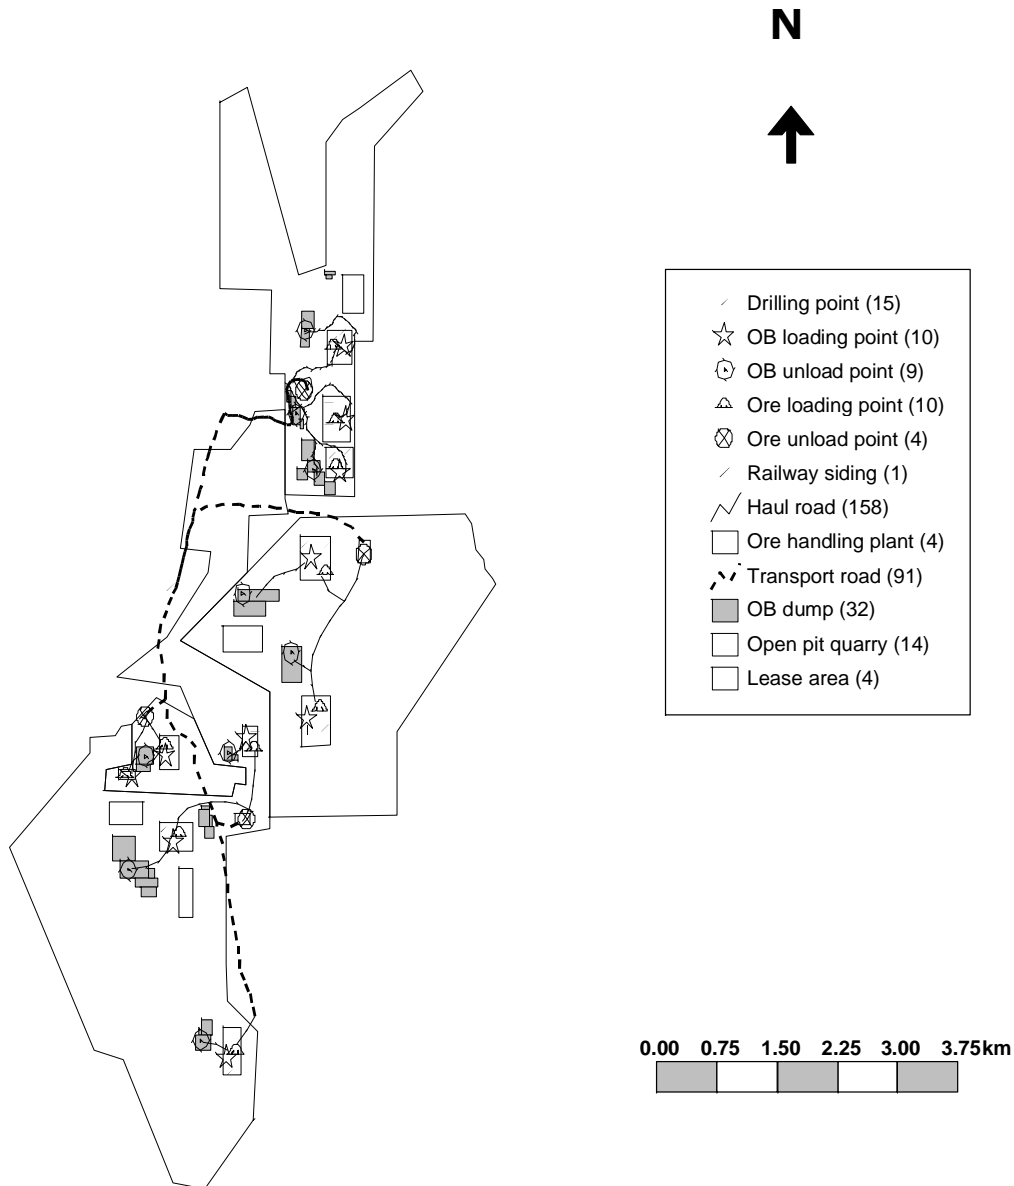 N
Drilling point (15)
OB loading point (10)
OB unload point (9)
Ore loading point (10)
Ore unload point (4)
Railway siding (1)
Haul road (158)
Ore handling plant (4)
Transport road (91)
OB dump (32)
Open pit quarry (14)
Lease area (4)
0.00 0.75 1.50 2.25 3.00 3.75km